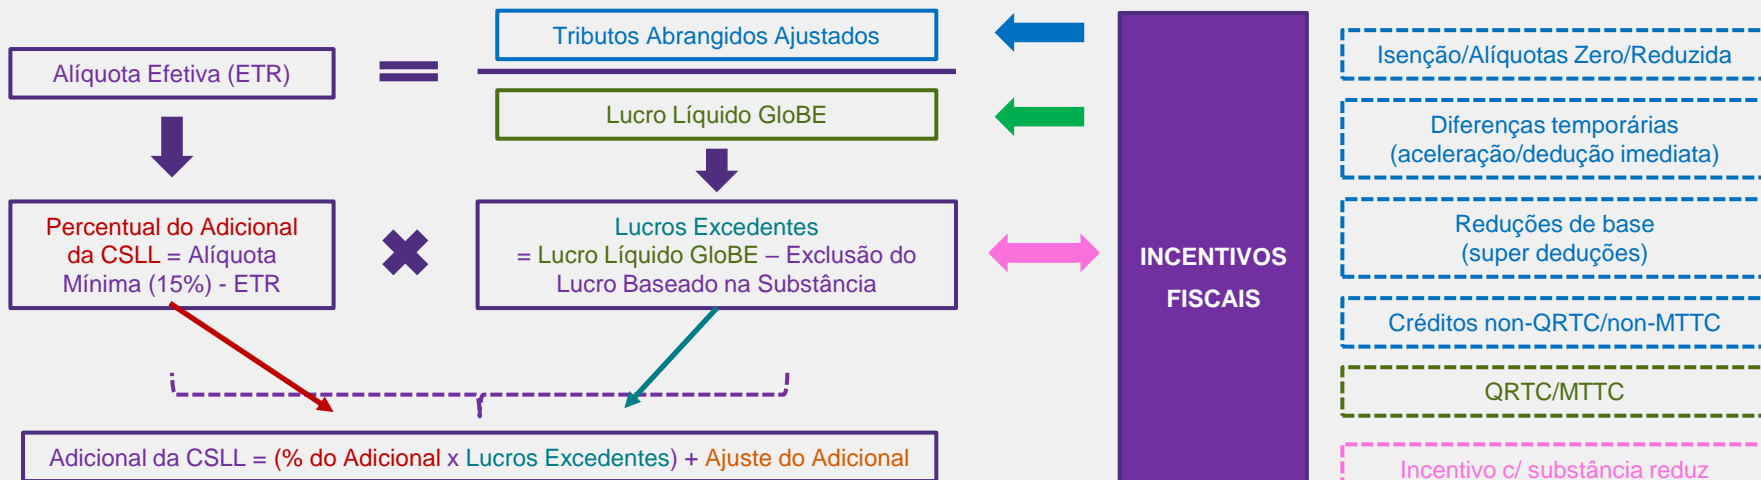 Tributos Abrangidos Ajustados
Alíquota Efetiva (ETR)
Lucro Líquido GloBE
Percentual do Adicional
da CSLL = Alíquota
Mínima (15%) - ETR
Lucros Excedentes
= Lucro Líquido GloBE – Exclusão do
Lucro Baseado na Substância
Adicional da CSLL = (% do Adicional x Lucros Excedentes) + Ajuste do Adicional
INCENTIVOS
FISCAIS
Isenção/Alíquotas Zero/Reduzida
Diferenças temporárias
(aceleração/dedução imediata)
Reduções de base
(super deduções)
Créditos non-QRTC/non-MTTC
QRTC/MTTC
Incentivo c/ substância reduz